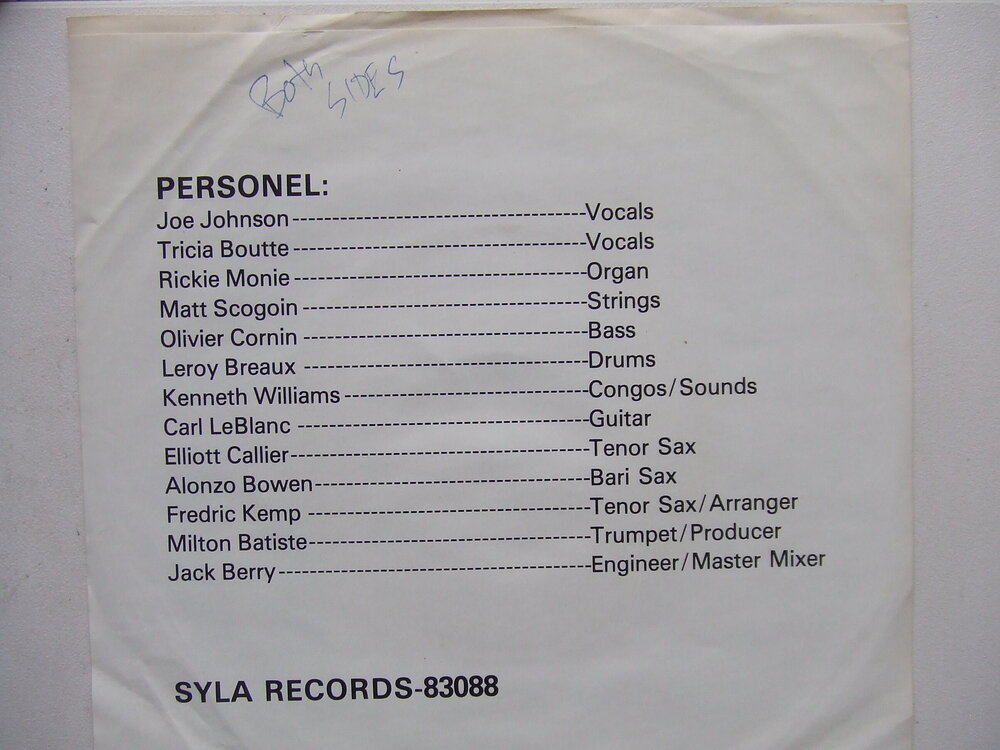 Both
SIDES
PERSONEL:
Joe Johnson------------------------------------Vocals
Tricia Boutte------------------------------------Vocals
Rickie Monie------------------------------------Organ
Matt Scogoin -----------------------------------Strings
Olivier Cornin -----------------------------------Bass
Leroy Breaux -----------------------------------Drums
Kenneth Williams------------------------------Congos/Sounds
Carl LeBlanc ------------------------------------Guitar
Elliott Callier-------------------------------------Tenor Sax
Alonzo Bowen----------------------------------Bari Sax
Fredric Kemp -----------------------------------Tenor Sax/Arranger
Milton Batiste-----------------------------------Trumpet/Producer
Jack Berry---------------------------------------Engineer/Master Mixer
SYLA RECORDS-83088